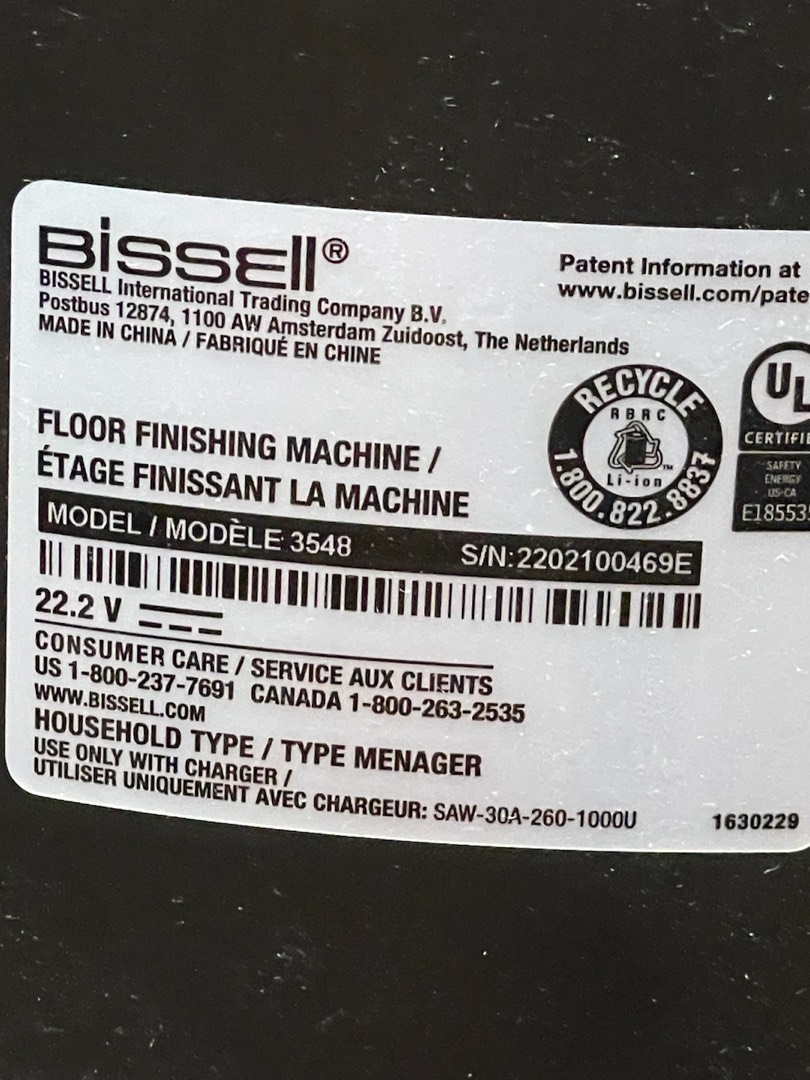 Bissell®
BISSELL International Trading Company B.V.
Postbus 12874, 1100 AW Amsterdam Zuidoost, The Netherlands
MADE IN CHINA / FABRIQUÉ EN CHINE
Patent Information at
www.bissell.com/pate
RECYCLE
RBRC
Li-ion
1.800.822.8837
UL
CERTIFIE
SAFETY
ENERGY
US-CA
E18553
FLOOR FINISHING MACHINE /
ÉTAGE FINISSANT LA MACHINE
MODEL / MODÈLE 3548 S/N:2202100469E
22.2 V
CONSUMER CARE / SERVICE AUX CLIENTS
US 1-800-237-7691 CANADA 1-800-263-2535
WWW.BISSELL.COM
HOUSEHOLD TYPE / TYPE MENAGER
USE ONLY WITH CHARGER /
UTILISER UNIQUEMENT AVEC CHARGEUR: SAW-30A-260-1000U
1630229